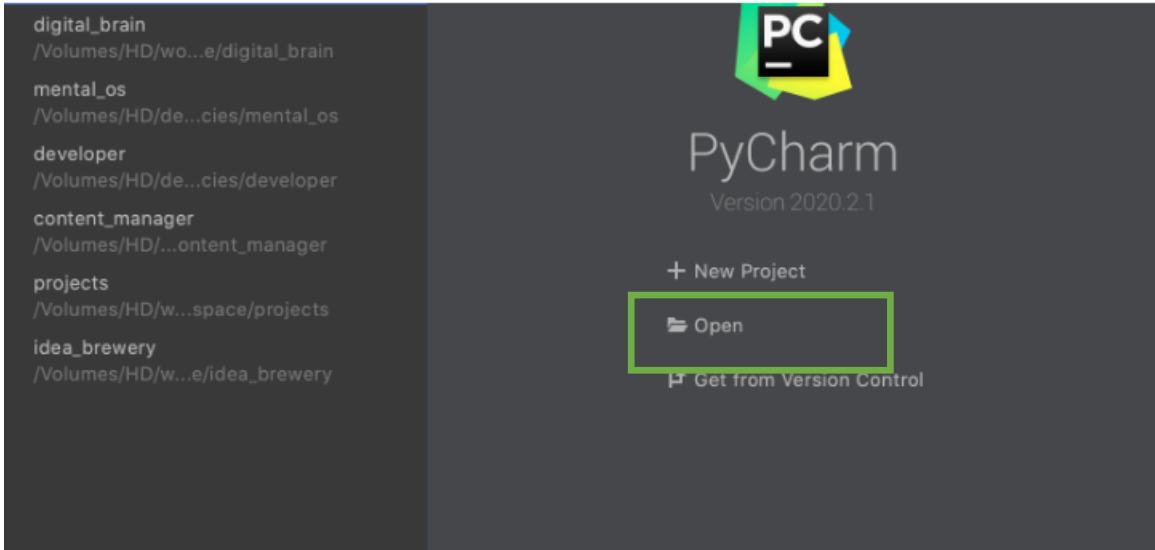 digital_brain
/Volumes/HD/wo...e/digital_brain
mental_os
/Volumes/HD/de...cies/mental_os
developer
/Volumes/HD/de...cies/developer
content_manager
/Volumes/HD/...ontent_manager
projects
/Volumes/HD/w...space/projects
idea_brewery
/Volumes/HD/w...e/idea_brewery
PC
PyCharm
Version 2020.2.1
+ New Project
Open
Get from Version Control